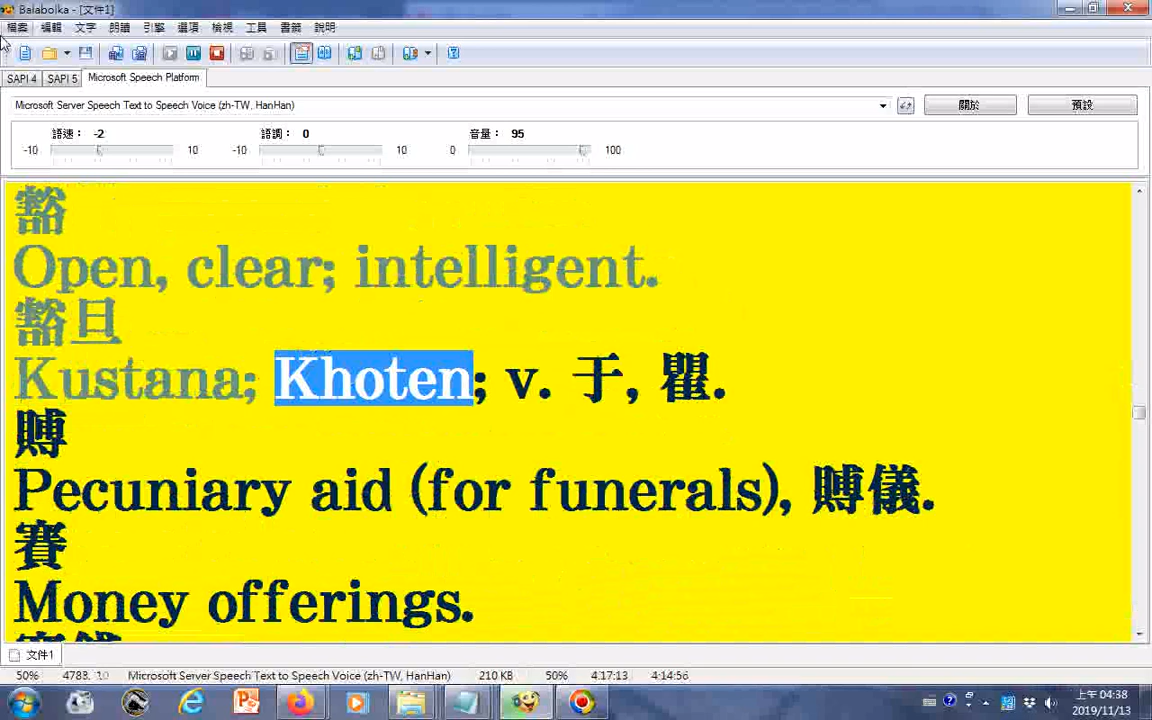 Balabolka - [文件1]
檔案 編輯 文字 朗讀 引擎 選項 檢視 工具 書籤 說明
SAPI 4 SAPI 5 Microsoft Speech Platform
Microsoft Server Speech Text to Speech Voice (zh-TW, HanHan) 關於 預設
語速： -2 語調： 0 音量： 95
-10 10 -10 10 0 100
豁
Open, clear; intelligent.
豁旦
Kustana; Khoten; v. 于, 瞿.
賻
Pecuniary aid (for funerals), 賻儀.
賽
Money offerings.
文件1
50% 4783: 10 Microsoft Server Speech Text to Speech Voice (zh-TW, HanHan) 210 KB 50% 4:17:13 4:14:56
上午 04:38
2019/11/13